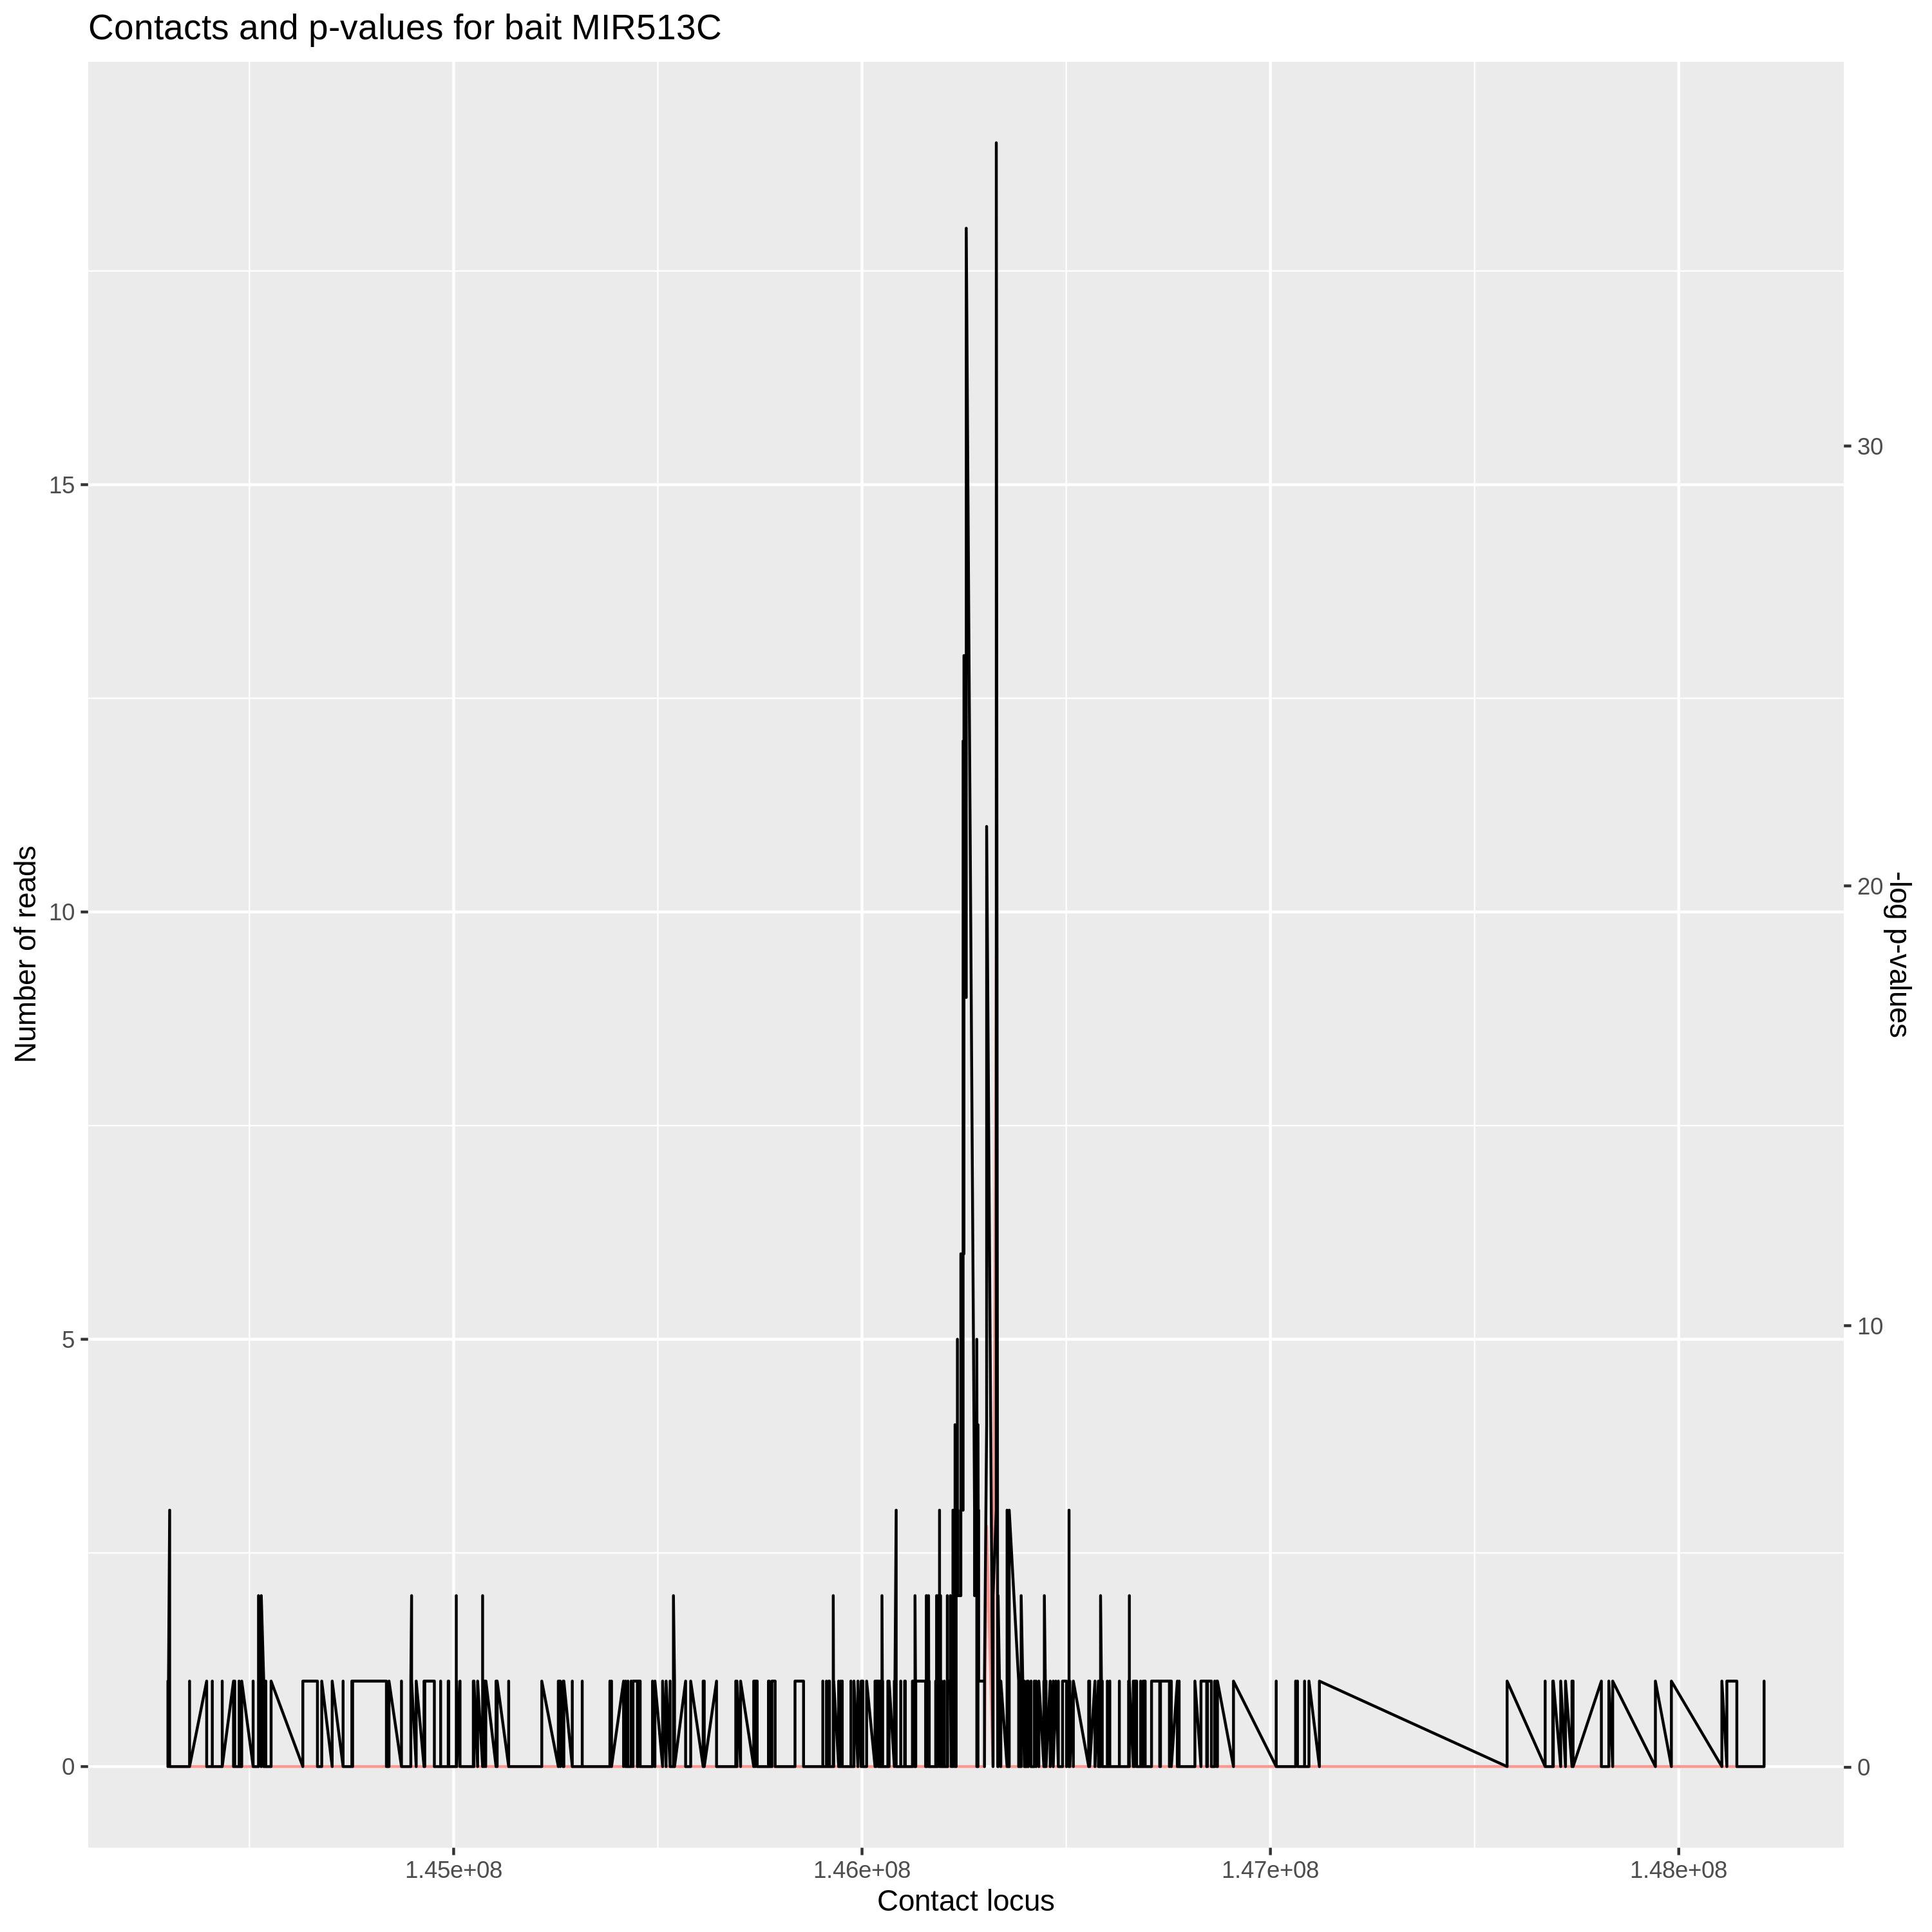 Contacts and p-values for bait MIR513C
Number of reads
15
10
5
0
30
20
10
0
-log p-values
1.45e+08
1.46e+08
1.47e+08
1.48e+08
Contact locus